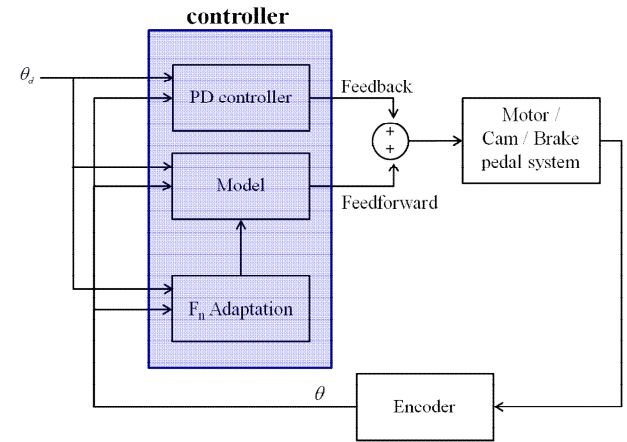 controller
θd
PD controller
Feedback
+
+
Motor /
Cam / Brake
pedal system
Model
Feedforward
Fn Adaptation
θ
Encoder